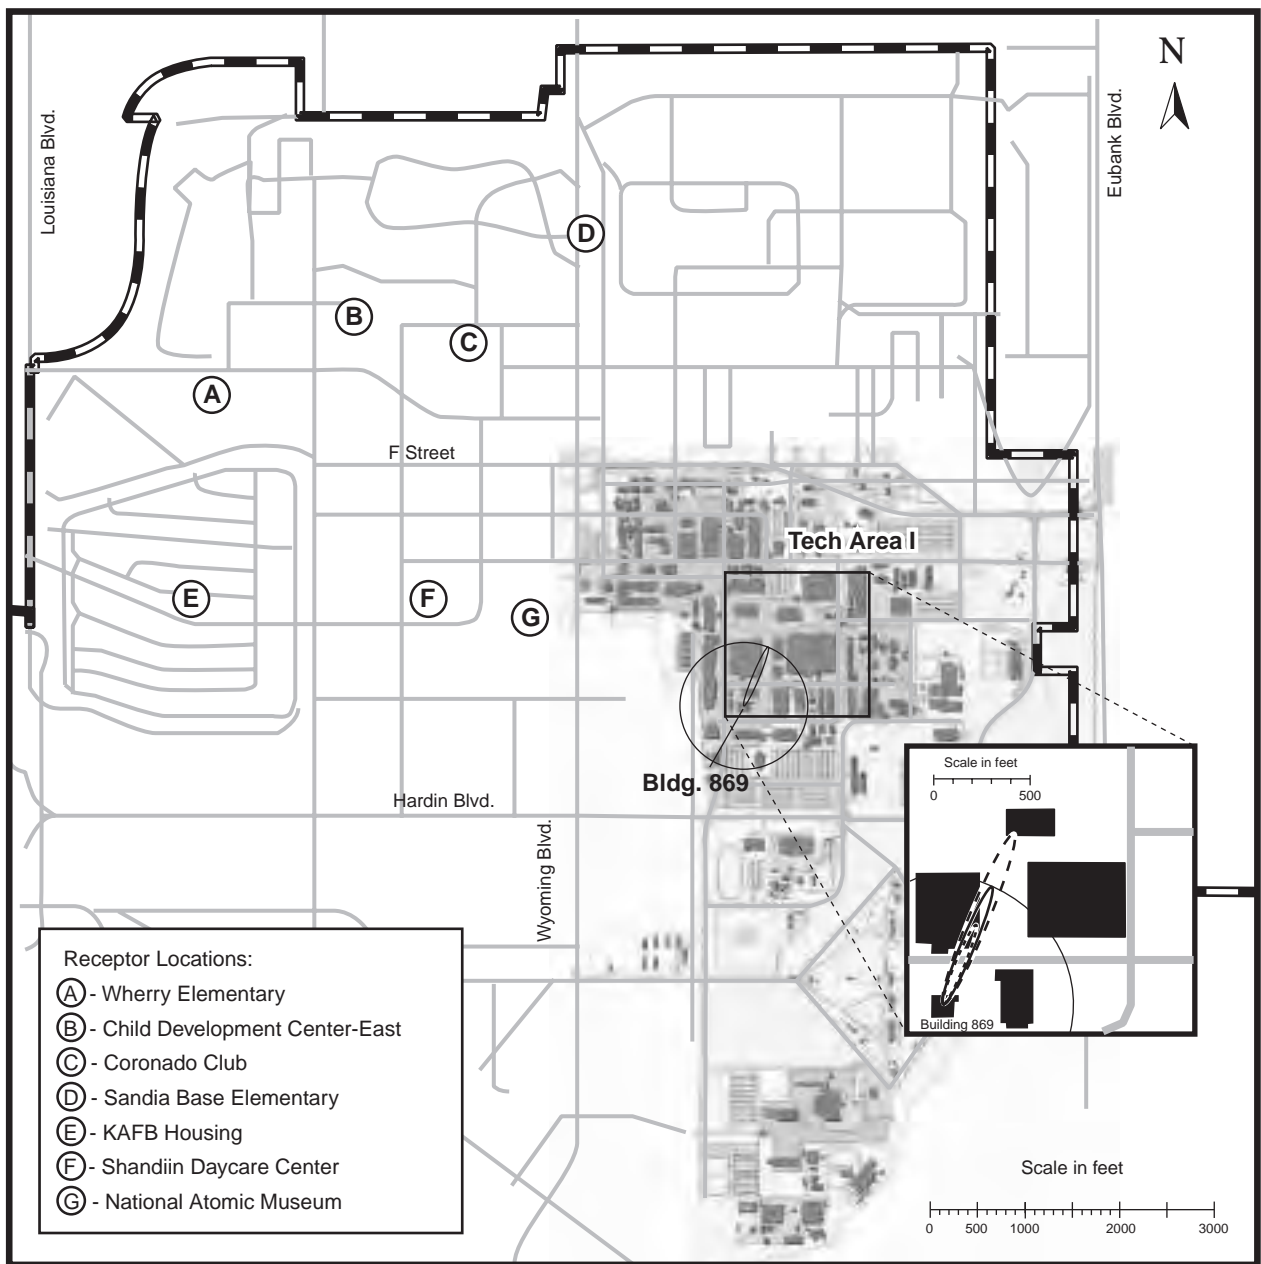 N
Louisiana Blvd.
Eubank Blvd.
D
B
C
A
F Street
Tech Area I
E
F
G
Bldg. 869
Hardin Blvd.
Wyoming Blvd.
Scale in feet
0 500
Building 869
Receptor Locations:
A - Wherry Elementary
B - Child Development Center-East
C - Coronado Club
D - Sandia Base Elementary
E - KAFB Housing
F - Shandiin Daycare Center
G - National Atomic Museum
Scale in feet
0 500 1000 2000 3000